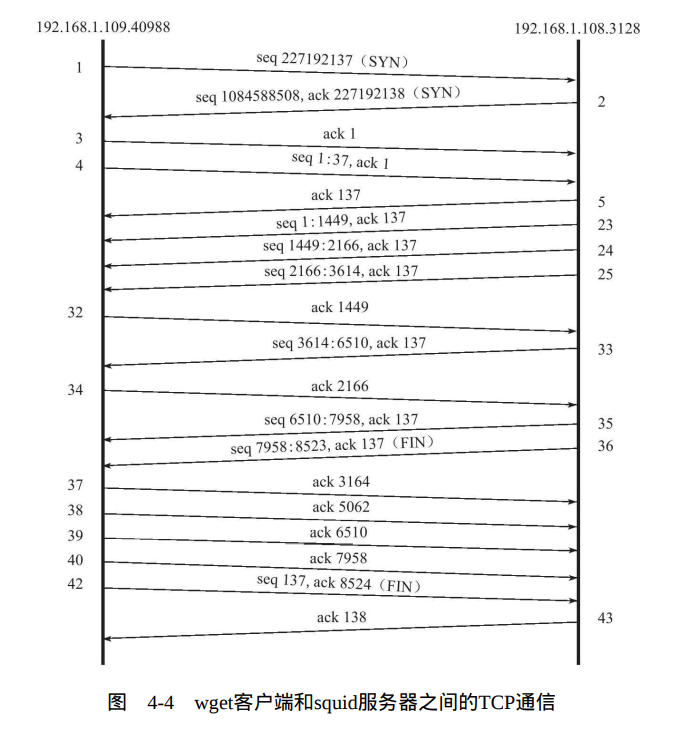 192.168.1.109.40988
192.168.1.108.3128
1
seq 227192137（SYN）
seq 1084588508, ack 227192138（SYN）
2
3
ack 1
4
seq 1:37, ack 1
ack 137
5
seq 1:1449, ack 137
23
seq 1449:2166, ack 137
24
seq 2166:3614, ack 137
25
32
ack 1449
seq 3614:6510, ack 137
33
34
ack 2166
seq 6510:7958, ack 137
35
seq 7958:8523, ack 137（FIN）
36
37
ack 3164
38
ack 5062
39
ack 6510
40
ack 7958
42
seq 137, ack 8524（FIN）
ack 138
43
图 4-4 wget客户端和squid服务器之间的TCP通信